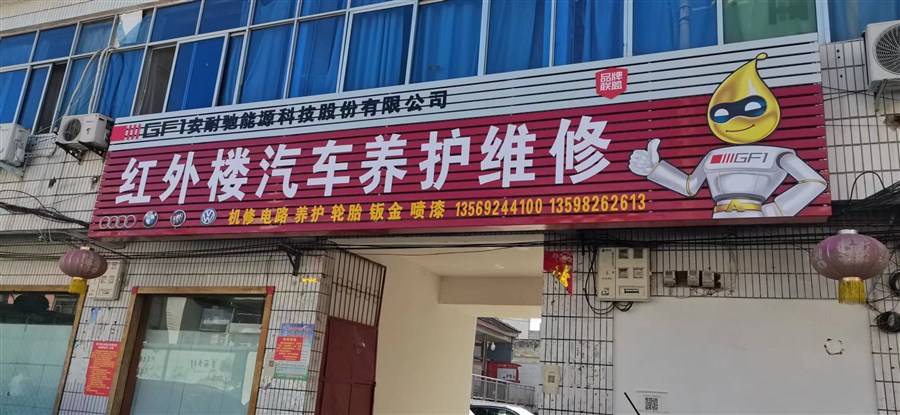 品牌
联盟
GF1安耐驰能源科技股份有限公司
红外楼汽车养护维修
GF1
机修 电路 养护 轮胎 钣金 喷漆 13569244100 13598262613